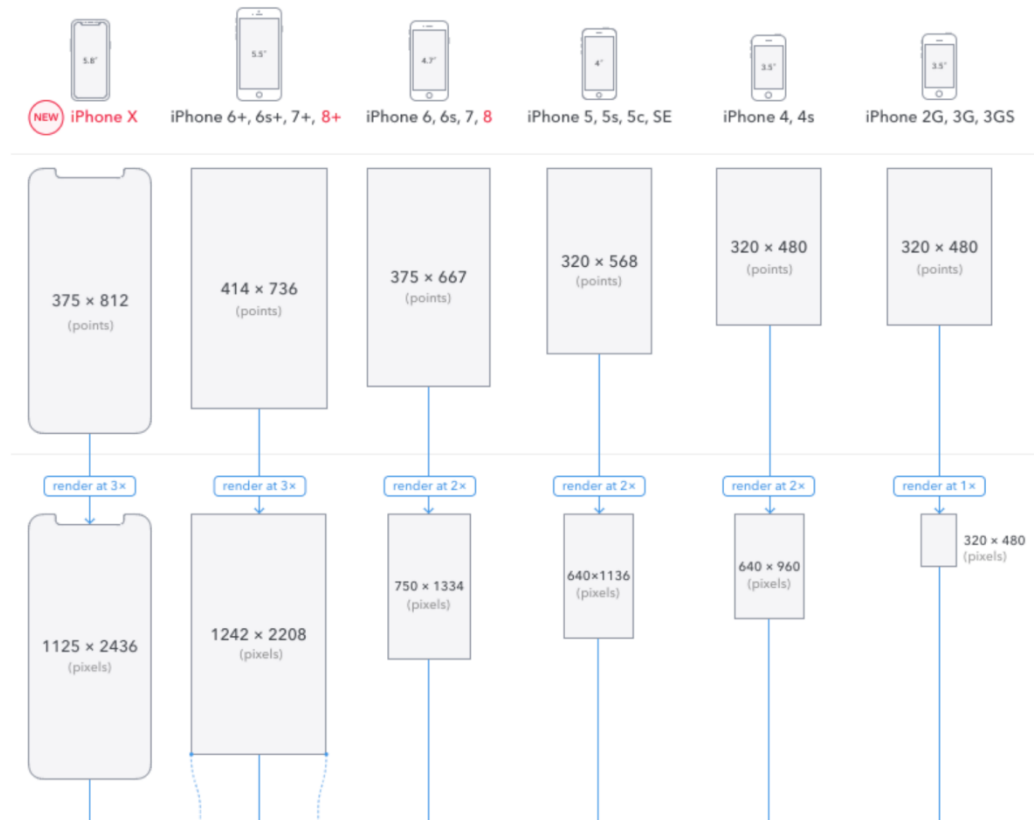 5.8"
5.5"
4.7"
4"
3.5"
3.5"
NEW iPhone X
iPhone 6+, 6s+, 7+, 8+
iPhone 6, 6s, 7, 8
iPhone 5, 5s, 5c, SE
iPhone 4, 4s
iPhone 2G, 3G, 3GS
375 × 812
(points)
414 × 736
(points)
375 × 667
(points)
320 × 568
(points)
320 × 480
(points)
320 × 480
(points)
render at 3×
render at 3×
render at 2×
render at 2×
render at 2×
render at 1×
1125 × 2436
(pixels)
1242 × 2208
(pixels)
750 × 1334
(pixels)
640×1136
(pixels)
640 × 960
(pixels)
320 × 480
(pixels)